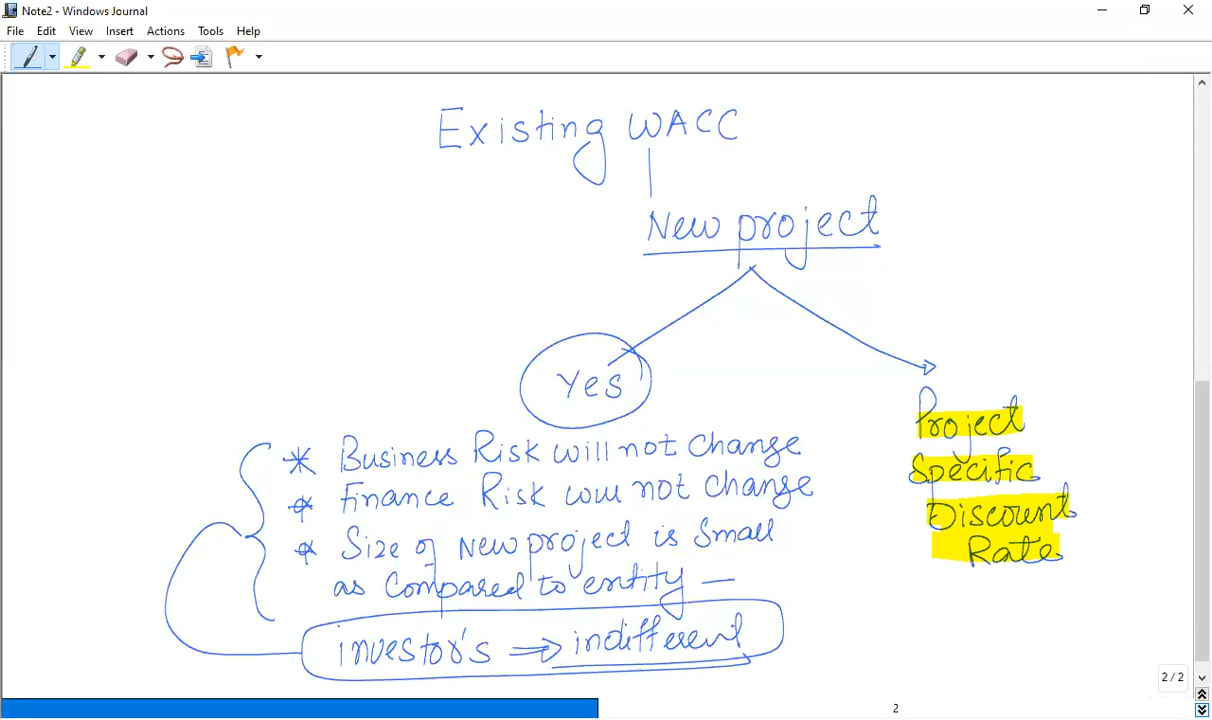 Note2 - Windows Journal
File Edit View Insert Actions Tools Help
Existing WACC
New project
Yes
* Business Risk will not change
* Finance Risk will not change
* Size of New project is Small
as Compared to entity —
investor's ⇒ indifferent
Project
Specific
Discount
Rate
2 / 2
2